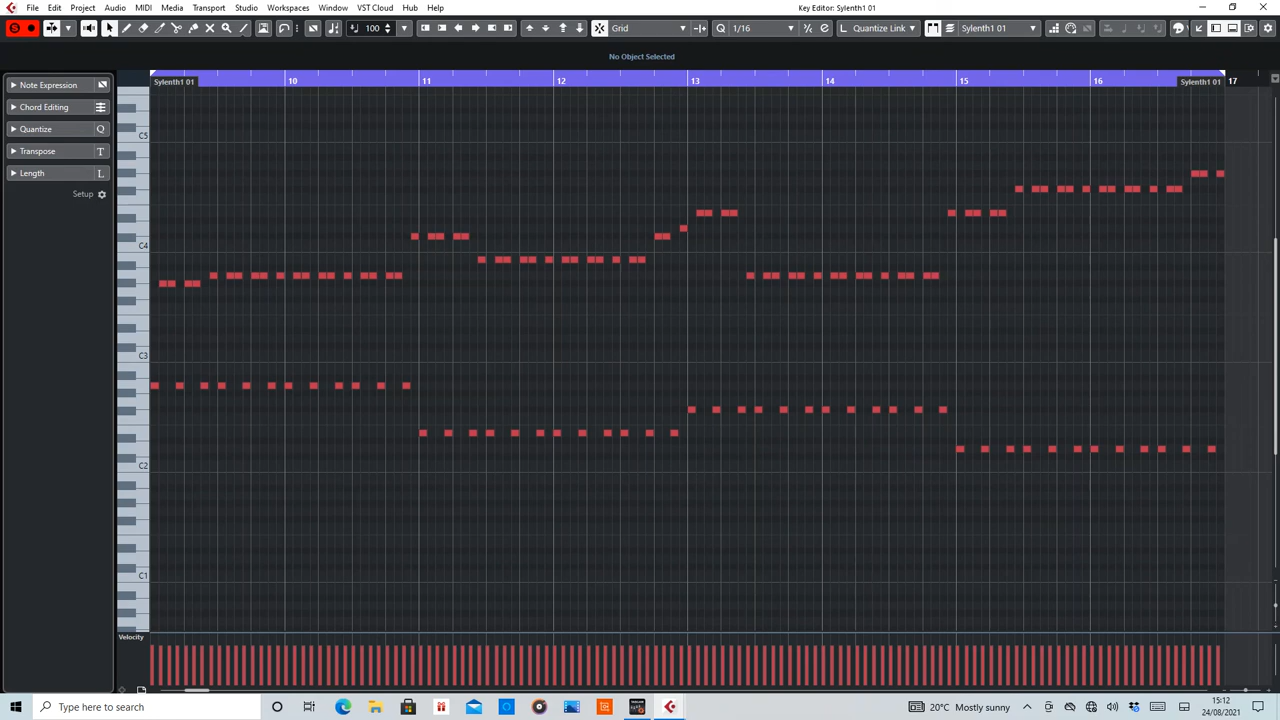 Key Editor: Sylenth1 01
File Edit Project Audio MIDI Media Transport Studio Workspaces Window VST Cloud Hub Help
S 100 Grid Q 1/16 L Quantize Link Sylenth1 01
No Object Selected
Note Expression
Chord Editing
Quantize Q
Transpose T
Length L
Setup
10 11 12 13 14 15 16 17
Sylenth1 01 Sylenth1 01
C5
C4
C3
C2
C1
Velocity
Type here to search
20°C Mostly sunny
15:12
24/08/2021